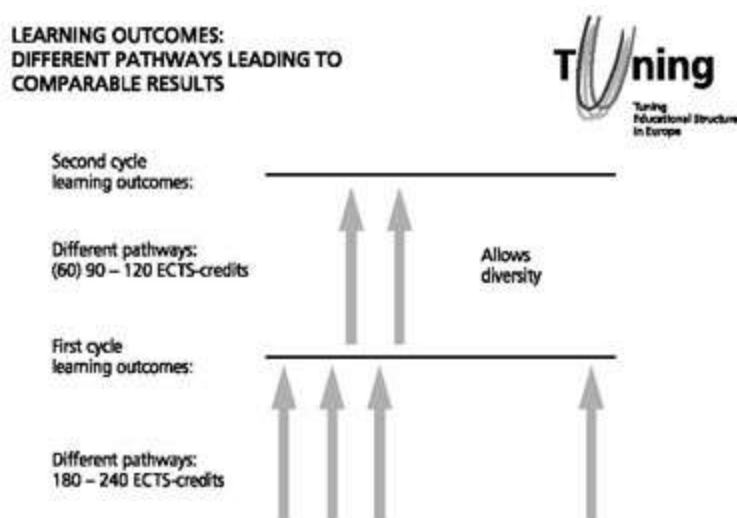 LEARNING OUTCOMES:
DIFFERENT PATHWAYS LEADING TO
COMPARABLE RESULTS
Tuning
Tuning
Educational Structure
in Europe
Second cycle
learning outcomes:
Different pathways:
(60) 90 – 120 ECTS-credits
Allows
diversity
First cycle
learning outcomes:
Different pathways:
180 – 240 ECTS-credits